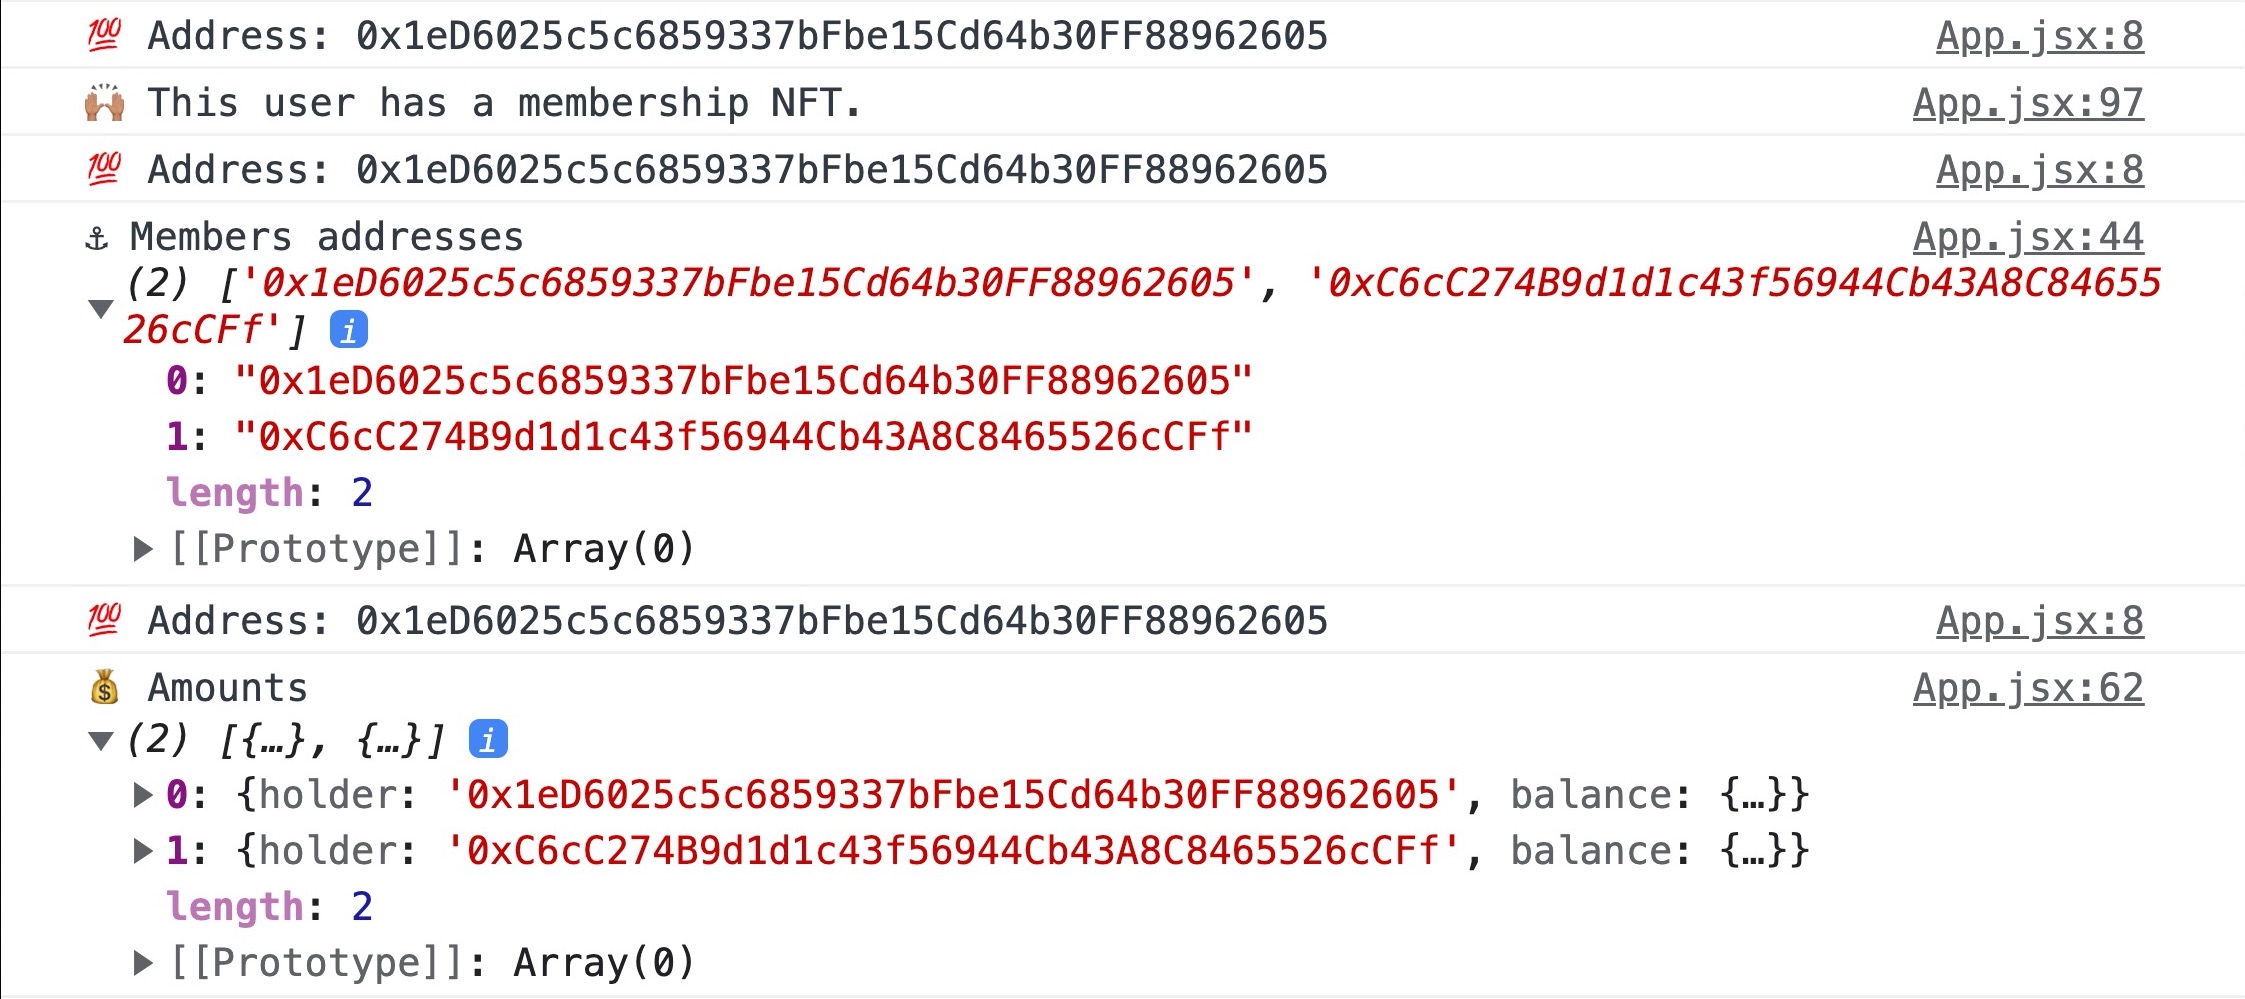 💯 Address: 0x1eD6025c5c6859337bFbe15Cd64b30FF88962605 App.jsx:8
🙌🏽 This user has a membership NFT. App.jsx:97
💯 Address: 0x1eD6025c5c6859337bFbe15Cd64b30FF88962605 App.jsx:8
⚓ Members addresses App.jsx:44
▼ (2) ['0x1eD6025c5c6859337bFbe15Cd64b30FF88962605', '0xC6cC274B9d1d1c43f56944Cb43A8C84655
26cCFf'] i
0: "0x1eD6025c5c6859337bFbe15Cd64b30FF88962605"
1: "0xC6cC274B9d1d1c43f56944Cb43A8C8465526cCFf"
length: 2
▶ [[Prototype]]: Array(0)
💯 Address: 0x1eD6025c5c6859337bFbe15Cd64b30FF88962605 App.jsx:8
💰 Amounts App.jsx:62
▼ (2) [{…}, {…}] i
▶ 0: {holder: '0x1eD6025c5c6859337bFbe15Cd64b30FF88962605', balance: {…}}
▶ 1: {holder: '0xC6cC274B9d1d1c43f56944Cb43A8C8465526cCFf', balance: {…}}
length: 2
▶ [[Prototype]]: Array(0)